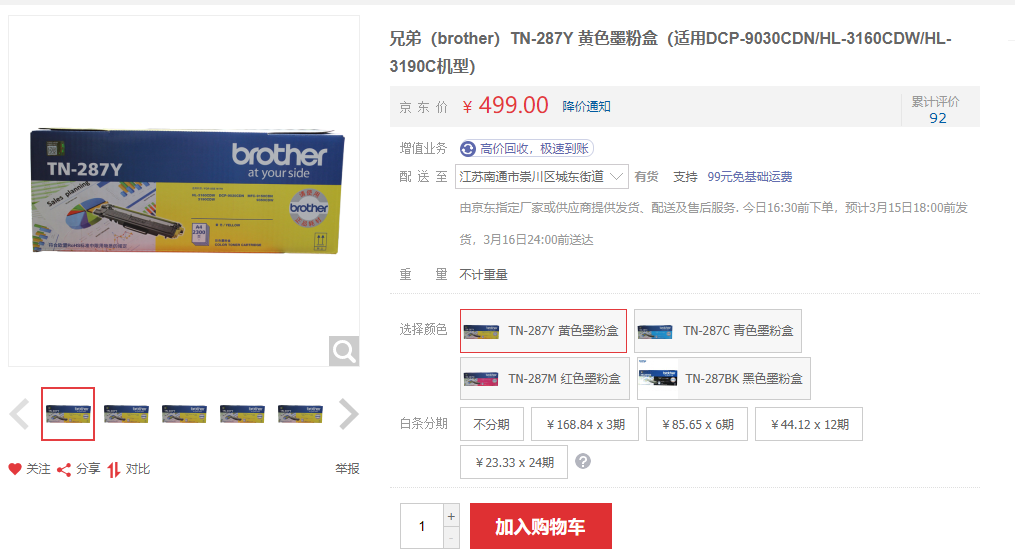 兄弟（brother）TN-287Y 黄色墨粉盒（适用DCP-9030CDN/HL-3160CDW/HL-
3190C机型）
京东价 ￥499.00 降价通知
累计评价
92
增值业务 高价回收，极速到账
配送至 江苏南通市崇川区城东街道 有货 支持 99元免基础运费
由京东指定厂家或供应商提供发货、配送及售后服务. 今日16:30前下单，预计3月15日18:00前发
货，3月16日24:00前送达
重量 不计重量
选择颜色 TN-287Y 黄色墨粉盒 TN-287C 青色墨粉盒
TN-287M 红色墨粉盒 TN-287BK 黑色墨粉盒
白条分期 不分期 ￥168.84 x 3期 ￥85.65 x 6期 ￥44.12 x 12期
￥23.33 x 24期 ?
1 + -
加入购物车
TN-287Y
brother
at your side
Sales planning
brother
A4
2300
COLOR TONER CARTRIDGE
关注 分享 对比 举报